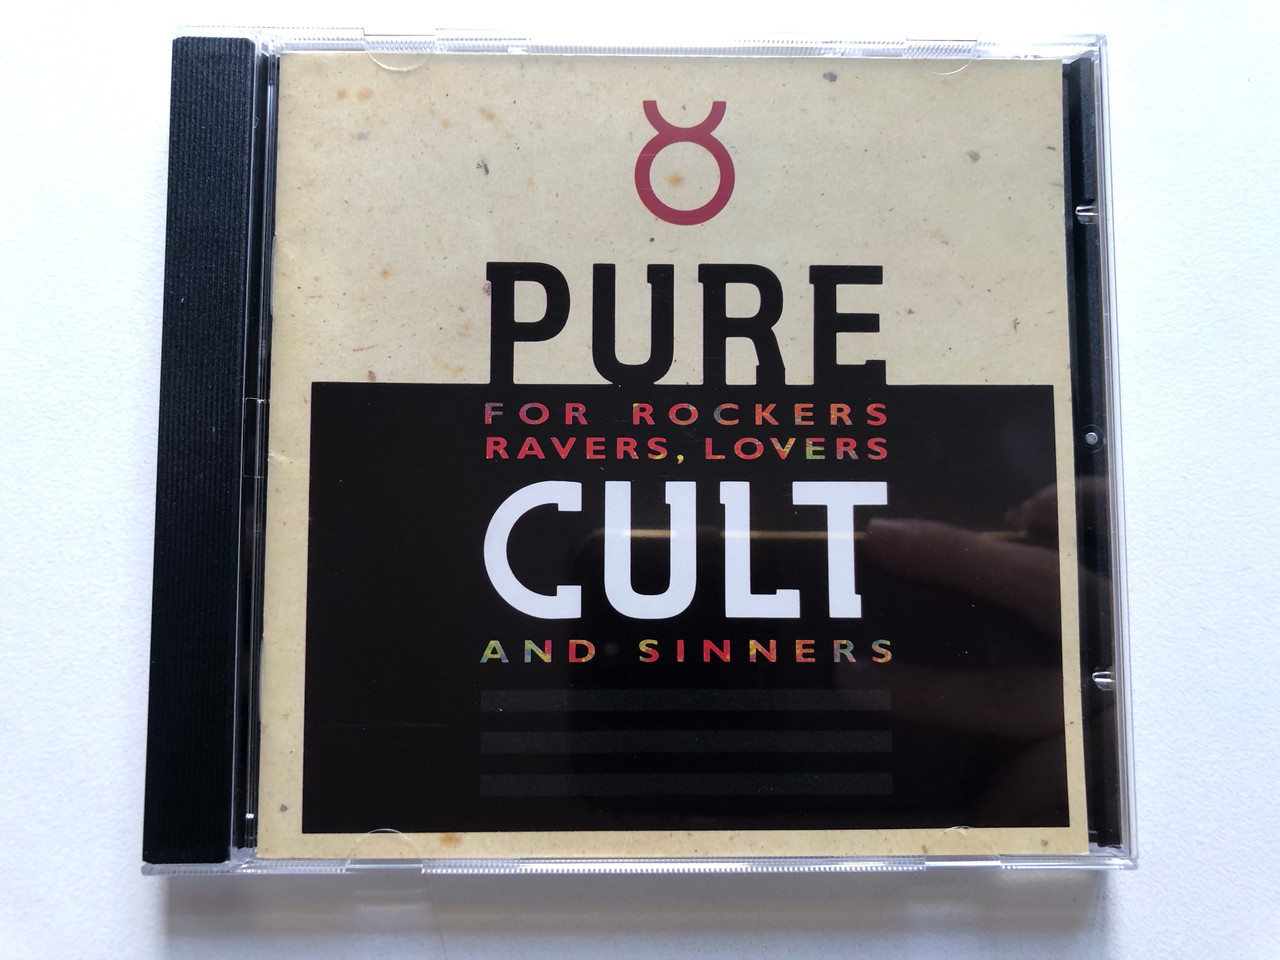 PURE
FOR ROCKERS
RAVERS, LOVERS
CULT
AND SINNERS